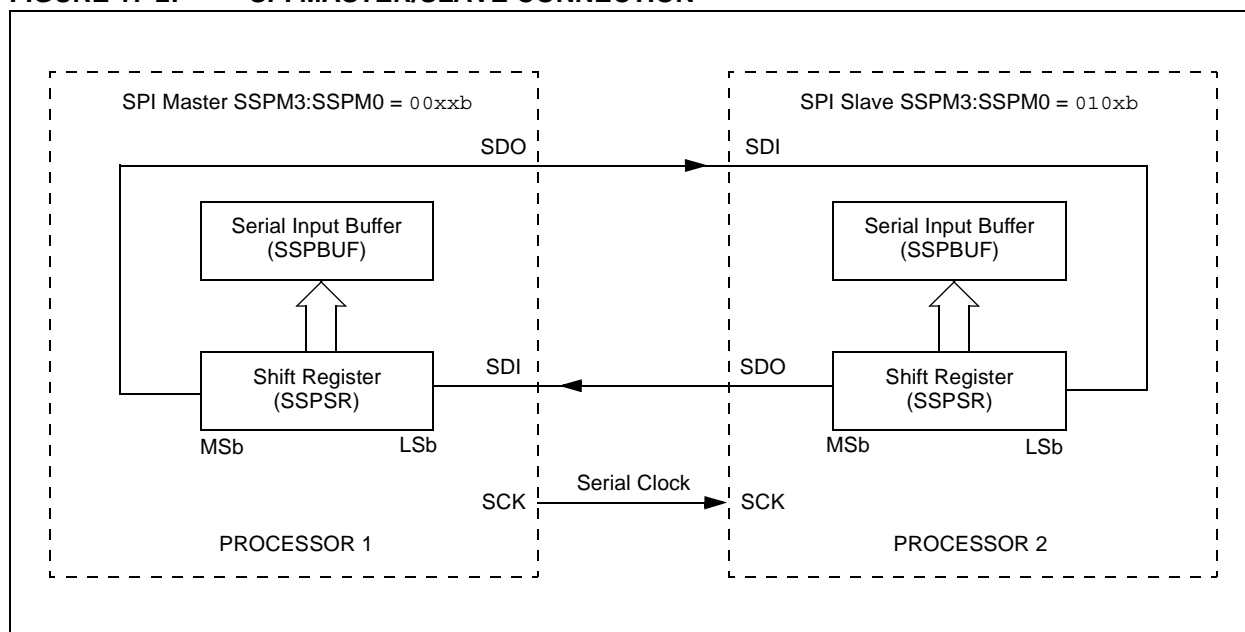 SPI Master SSPM3:SSPM0 = 00xxb
SDO
Serial Input Buffer
(SSPBUF)
Shift Register
(SSPSR)
MSb
LSb
SDI
SCK
PROCESSOR 1
Serial Clock
SPI Slave SSPM3:SSPM0 = 010xb
SDI
Serial Input Buffer
(SSPBUF)
SDO
Shift Register
(SSPSR)
MSb
LSb
SCK
PROCESSOR 2